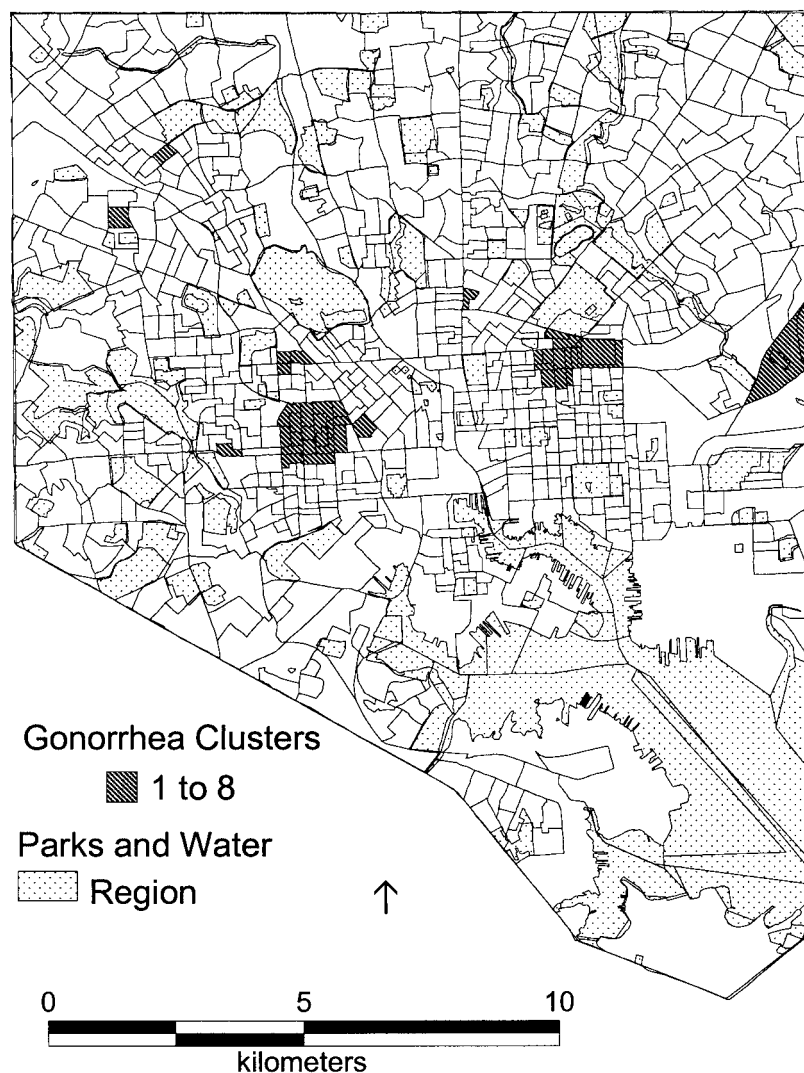 Gonorrhea Clusters
1 to 8
Parks and Water
Region
0 5 10
kilometers